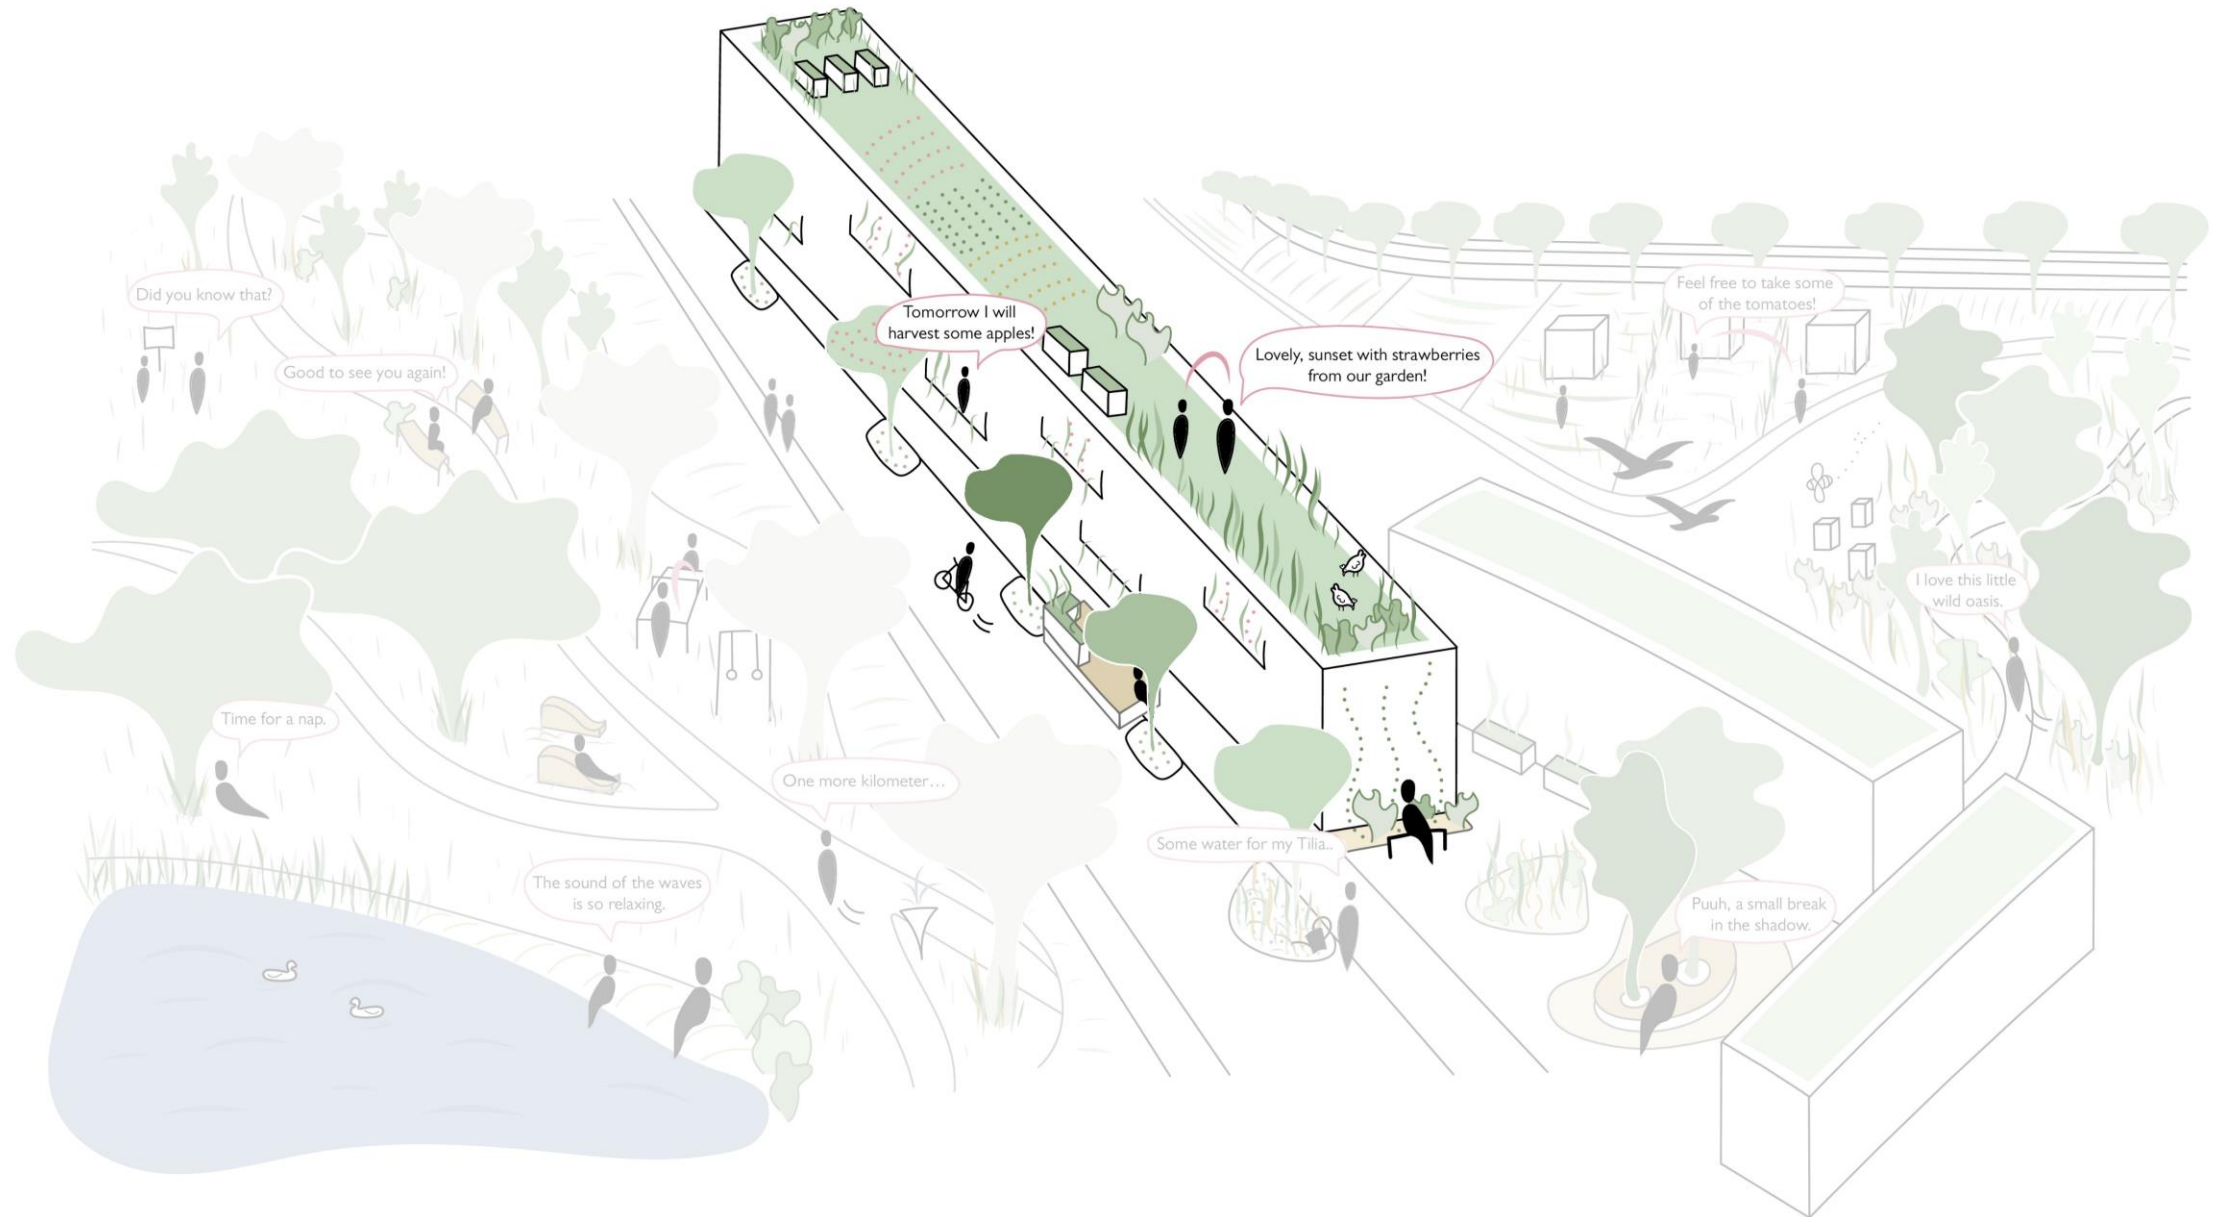 Did you know that?
Good to see you again!
Tomorrow I will
harvest some apples!
Lovely, sunset with strawberries
from our garden!
Feel free to take some
of the tomatoes!
I love this little
wild oasis.
Time for a nap.
One more kilometer…
Some water for my Tilia..
The sound of the waves
is so relaxing.
Puuh, a small break
in the shadow.